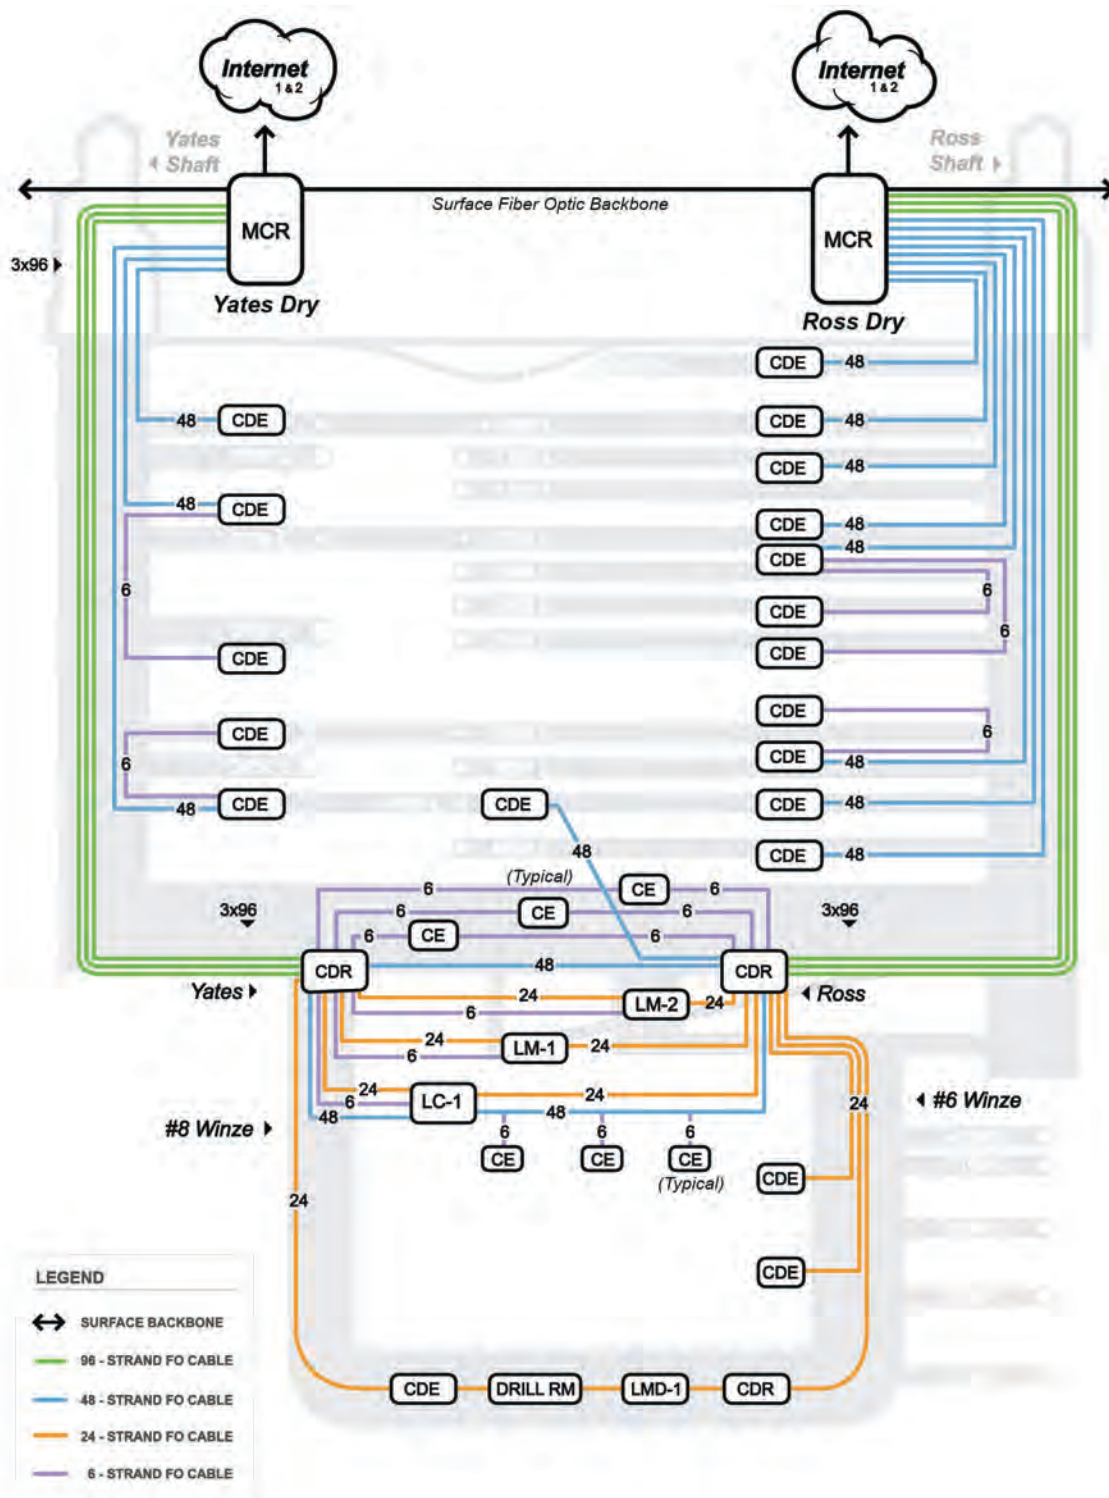 Internet
1 & 2
Internet
1 & 2
Yates
Shaft
Ross
Shaft
MCR
Surface Fiber Optic Backbone
MCR
3x96
Yates Dry
Ross Dry
CDE
48
48
CDE
CDE
48
CDE
48
48
CDE
CDE
48
48
CDE
6
6
CDE
6
CDE
CDE
CDE
CDE
6
6
CDE
48
48
CDE
CDE
CDE
48
48
CDE
48
(Typical)
6
CE
6
3x96
6
CE
6
3x96
6
CE
6
CDR
48
CDR
Yates
24
LM-2
24
Ross
6
24
LM-1
24
6
24
LC-1
24
6
48
48
24
#6 Winze
#8 Winze
6
6
6
CE
CE
CE
(Typical)
CDE
24
CDE
LEGEND
SURFACE BACKBONE
96 - STRAND FO CABLE
48 - STRAND FO CABLE
24 - STRAND FO CABLE
6 - STRAND FO CABLE
CDE
DRILL RM
LMD-1
CDR